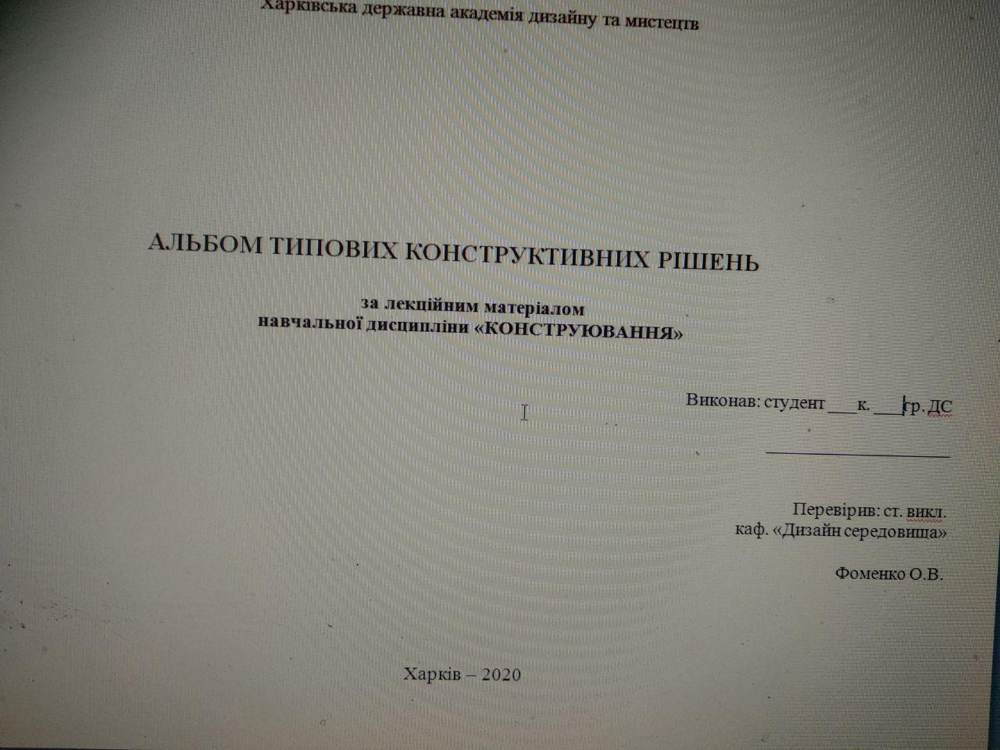 Харківська державна академія дизайну та мистецтв
АЛЬБОМ ТИПОВИХ КОНСТРУКТИВНИХ РІШЕНЬ
за лекційним матеріалом
навчальної дисципліни «КОНСТРУЮВАННЯ»
Виконав: студент ___к. ___гр. ДС
Перевірив: ст. викл.
каф. «Дизайн середовища»
Фоменко О.В.
Харків – 2020